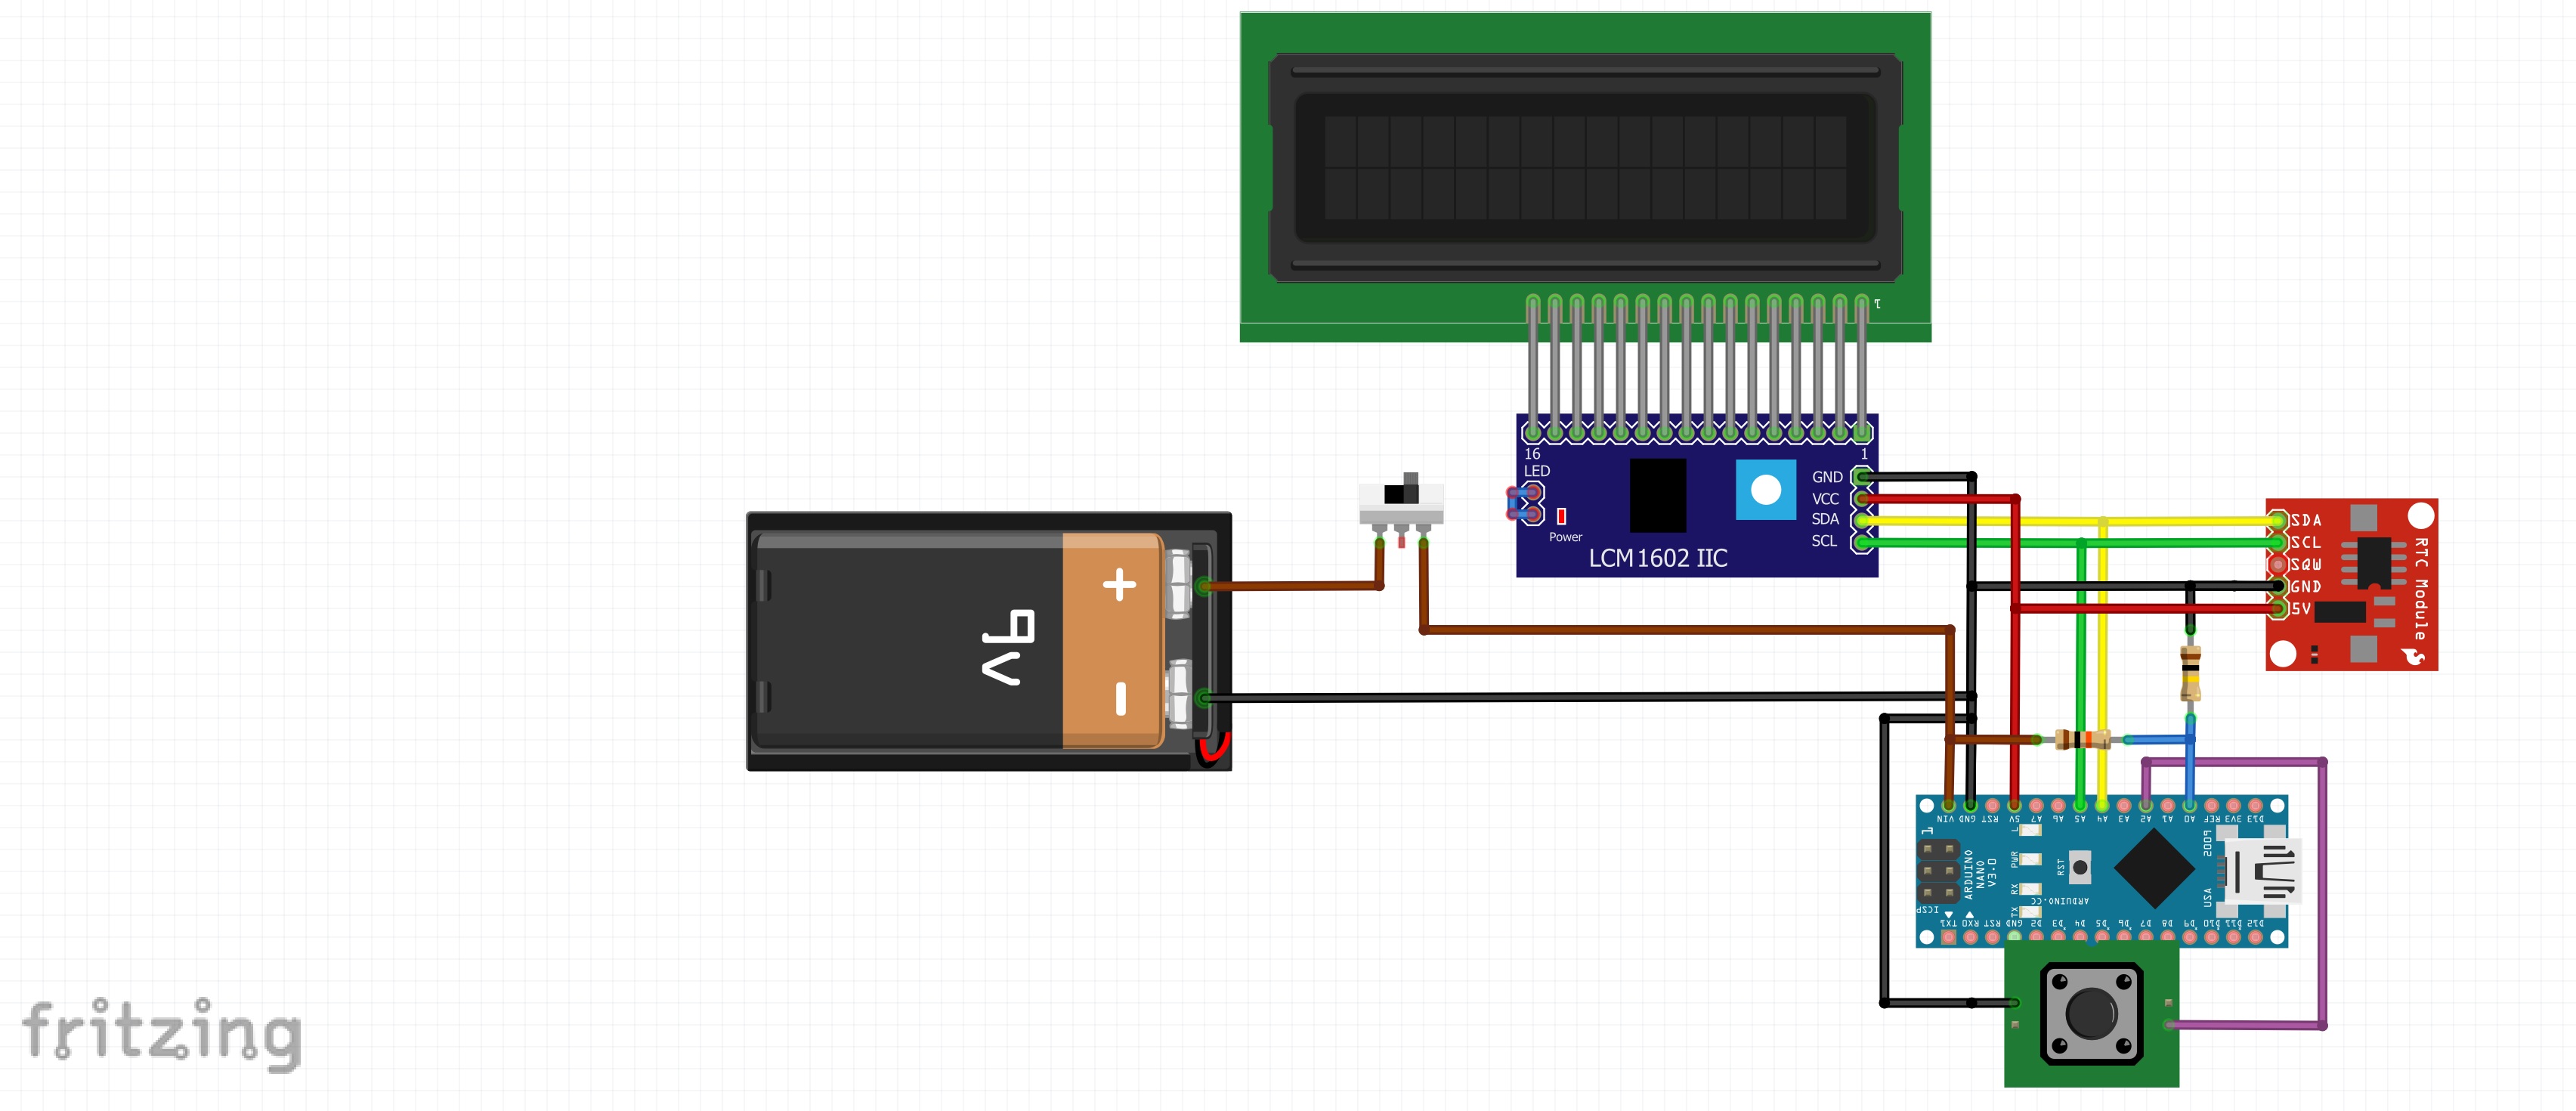 1
16
1
LED
GND
VCC
SDA
SCL
Power
LCM1602 IIC
SDA
SCL
SQW
GND
5V
RTC Module
+
9V
-
VIN GND RST 5V A7 A6 A5 A4 A3 A2 A1 A0 REF 3V3 D13
L
PWR
RX
TX
RST
ARDUINO
NANO
V3.0
ICSP
ARDUINO.CC
USA
TX1 RX0 RST GND D2 D3 D4 D5 D6 D7 D8 D9 D10 D11 D12
fritzing